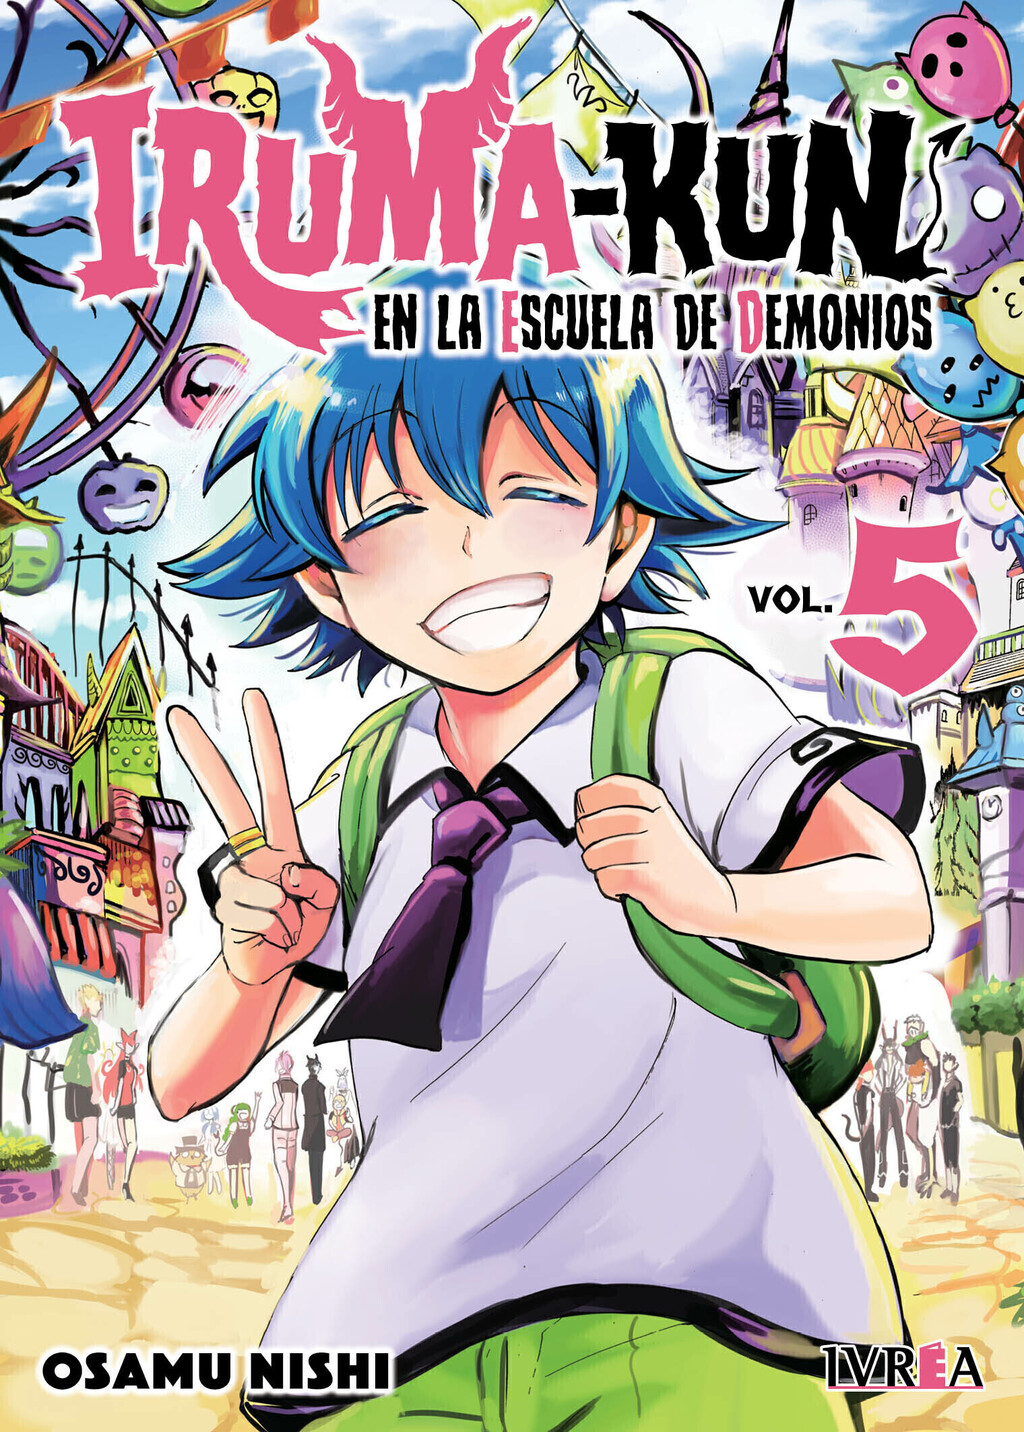 IRUMA-KUN
EN LA ESCUELA DE DEMONIOS
VOL. 5
OSAMU NISHI
IVREA